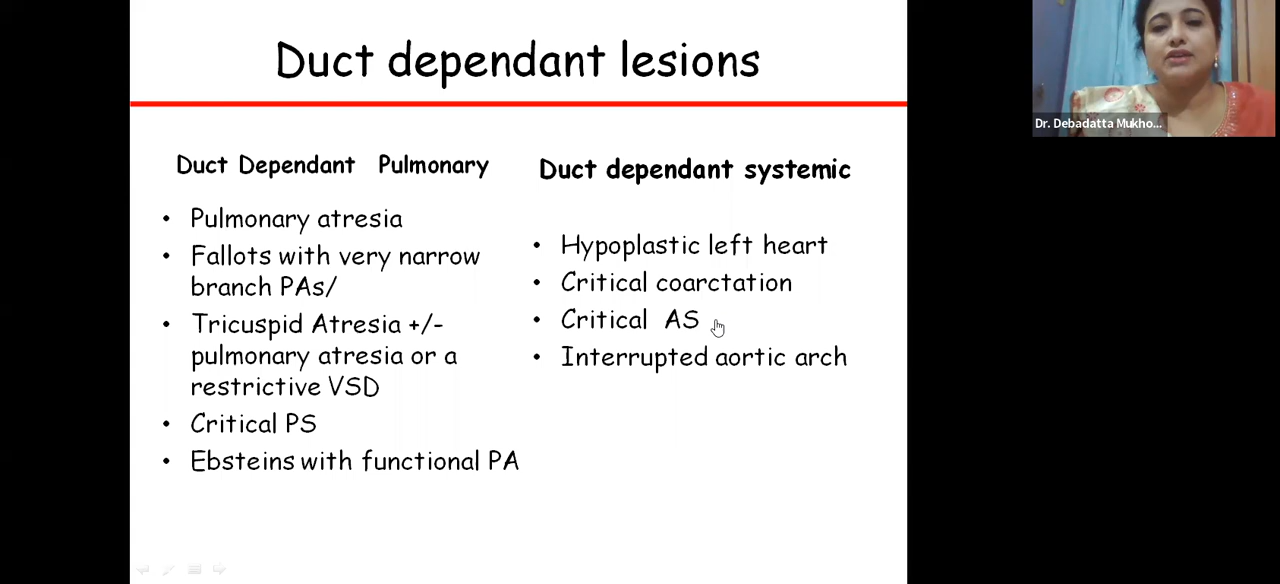 Duct dependant lesions
Dr. Debadatta Mukho...
Duct Dependant Pulmonary
• Pulmonary atresia
• Fallots with very narrow
branch PAs/
• Tricuspid Atresia +/-
pulmonary atresia or a
restrictive VSD
• Critical PS
• Ebsteins with functional PA
Duct dependant systemic
• Hypoplastic left heart
• Critical coarctation
• Critical AS
• Interrupted aortic arch